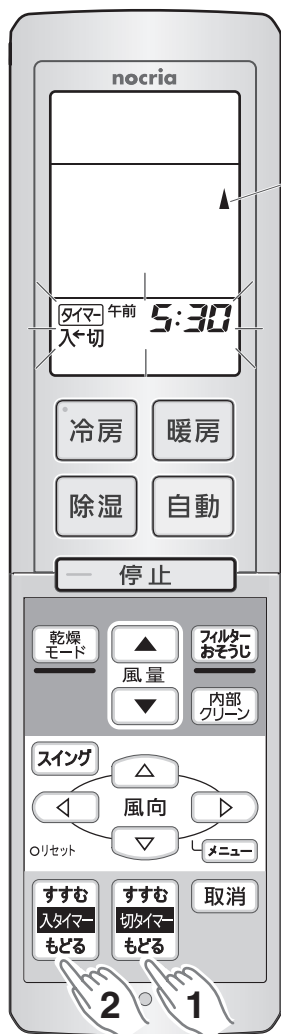 nocria
タイマー 午前 5:30
入←切
冷房 暖房
除湿 自動
停止
乾燥
モード
▲
風量
▼
フィルター
おそうじ
内部
クリーン
スイング
△
◁ 風向 ▷
▽
○リセット
メニュー
すすむ
入タイマー
もどる
すすむ
切タイマー
もどる
取消
2 1